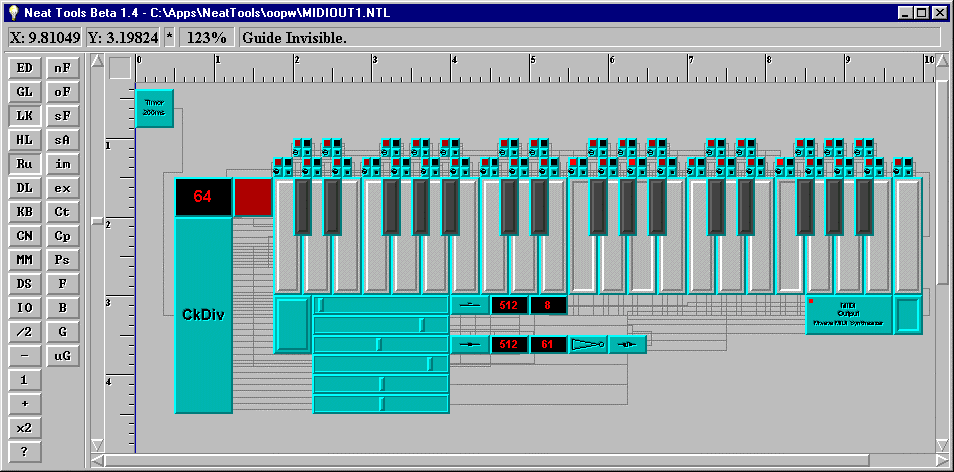 Neat Tools Beta 1.4 - C:\Apps\NeatTools\oopw\MIDIOUT1.NTL
X: 9.81049 Y: 3.19824 * 123% Guide Invisible.
0 1 2 3 4 5 6 7 8 9 10
ED nF
GL oF
LK sF
HL sA
Ru im
DL ex
KB Ct
CN Cp
MM Ps
DS F
IO B
/2 G
- uG
1
+
x2
?
1
2
3
4
Timer
200ms
64
CkDiv
512 8
512 61
MIDI
Output